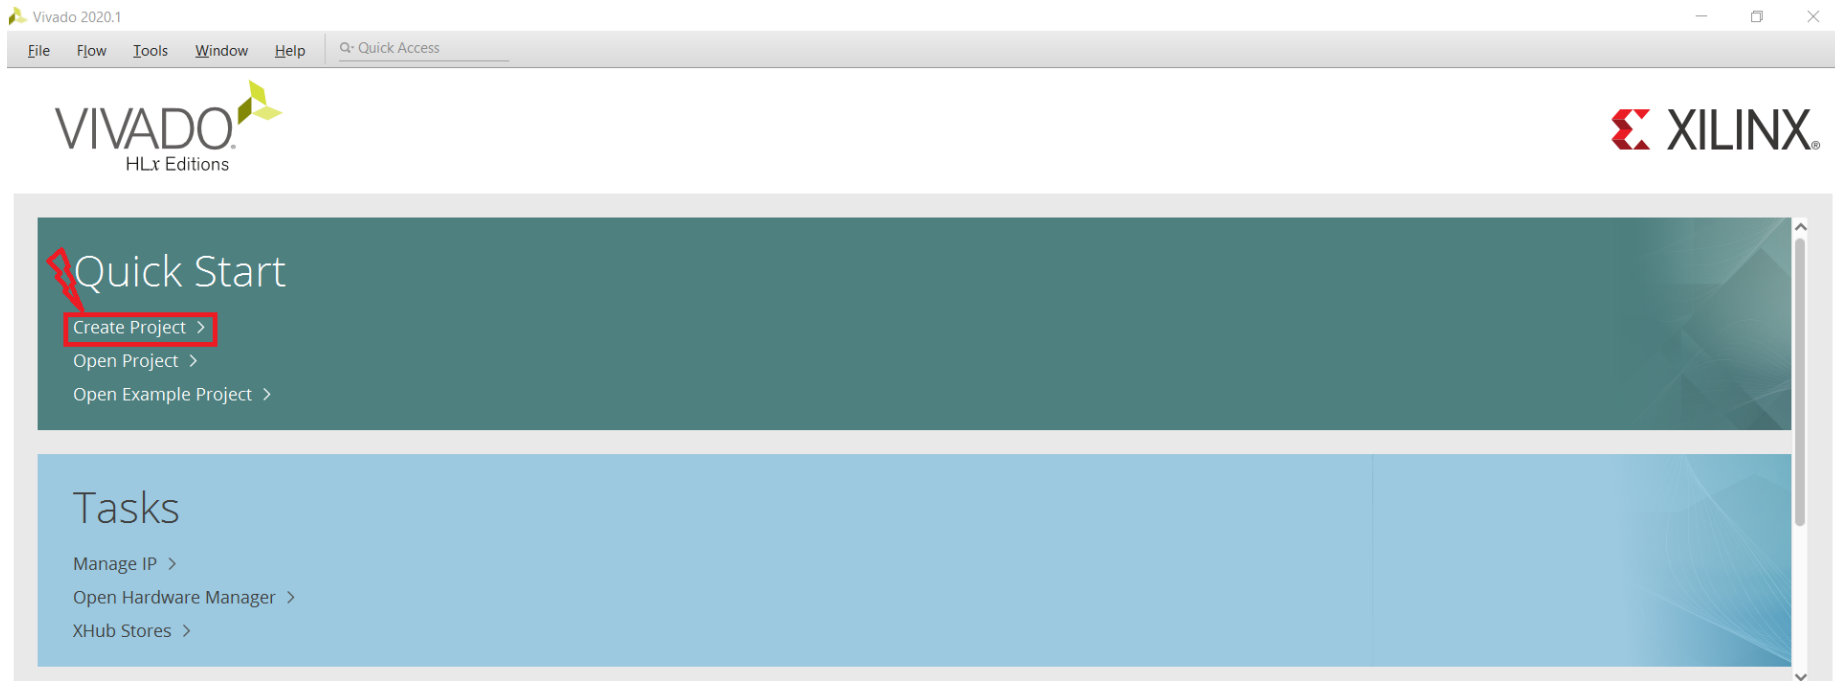 Vivado 2020.1
File Flow Tools Window Help Quick Access
VIVADO.
HLx Editions
XILINX®
Quick Start
Create Project >
Open Project >
Open Example Project >
Tasks
Manage IP >
Open Hardware Manager >
XHub Stores >